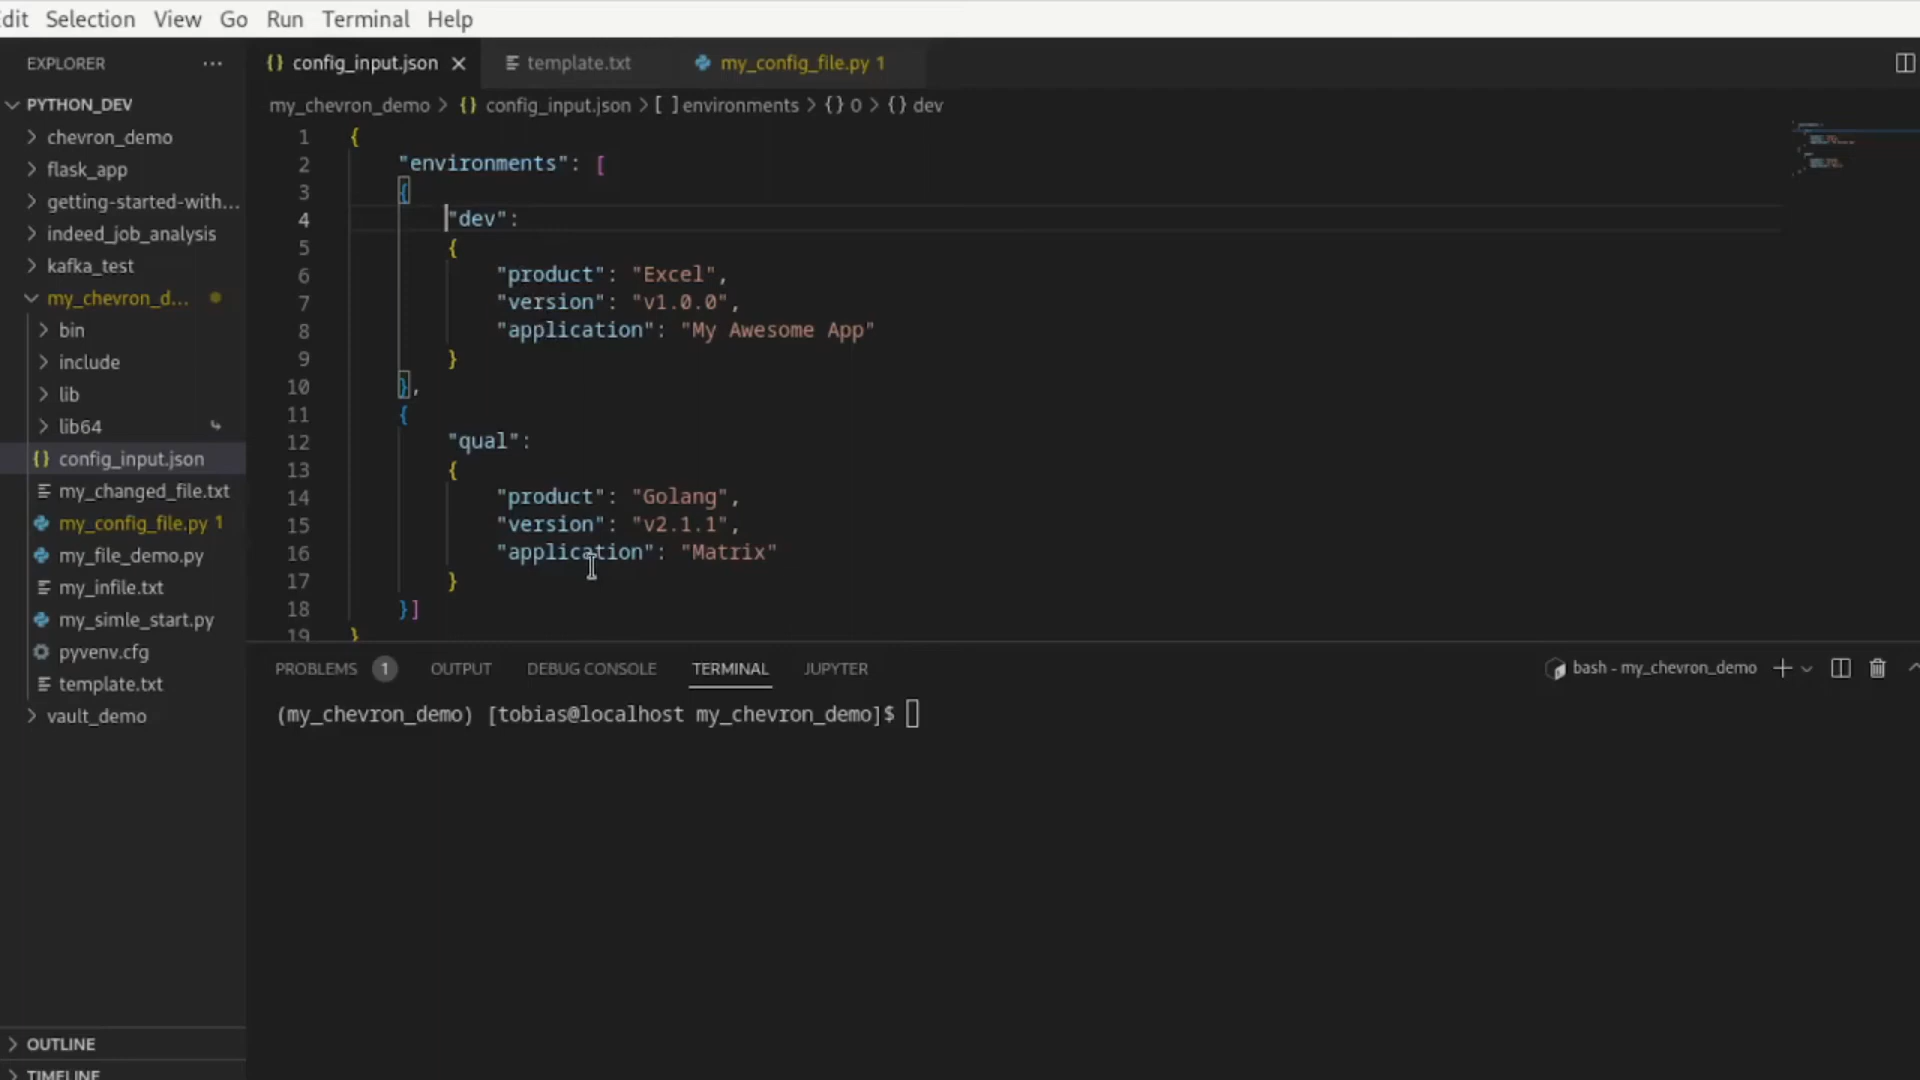 dit Selection View Go Run Terminal Help
EXPLORER ···
PYTHON_DEV
chevron_demo
flask_app
getting-started-with...
indeed_job_analysis
kafka_test
my_chevron_d...
bin
include
lib
lib64
config_input.json
my_changed_file.txt
my_config_file.py 1
my_file_demo.py
my_infile.txt
my_simle_start.py
pyvenv.cfg
template.txt
vault_demo
OUTLINE
TIMELINE
{} config_input.json template.txt my_config_file.py 1
my_chevron_demo > {} config_input.json > [ ] environments > {} 0 > {} dev
1 {
2 "environments": [
3 {
4 "dev":
5 {
6 "product": "Excel",
7 "version": "v1.0.0",
8 "application": "My Awesome App"
9 }
10 },
11 {
12 "qual":
13 {
14 "product": "Golang",
15 "version": "v2.1.1",
16 "application": "Matrix"
17 }
18 }]
19 }
PROBLEMS 1 OUTPUT DEBUG CONSOLE TERMINAL JUPYTER bash - my_chevron_demo
(my_chevron_demo) [tobias@localhost my_chevron_demo]$